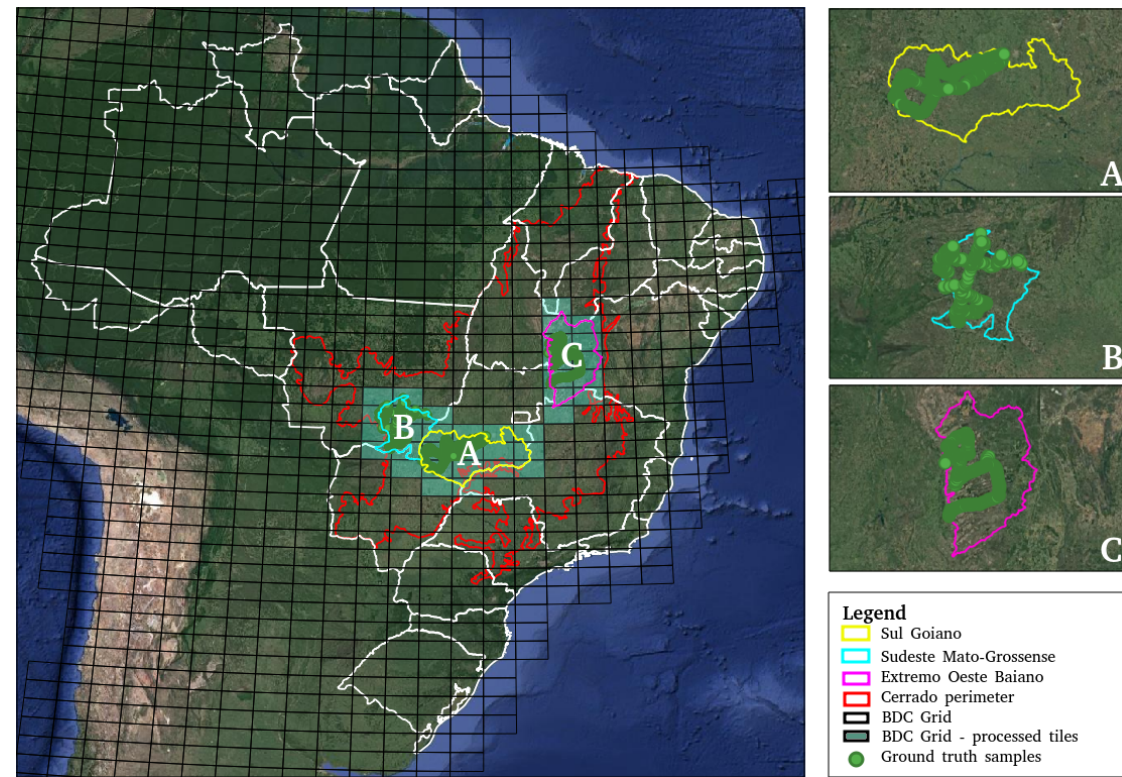 C
B
A
A
B
C
Legend
Sul Goiano
Sudeste Mato-Grossense
Extremo Oeste Baiano
Cerrado perimeter
BDC Grid
BDC Grid - processed tiles
Ground truth samples